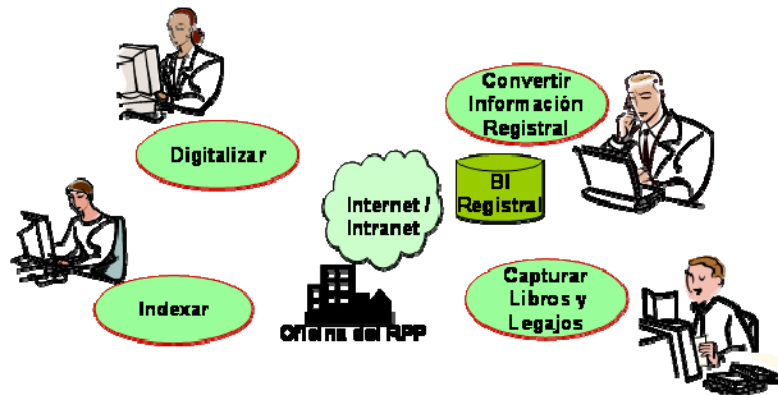 Convertir
Información
Registral
Digitalizar
BI
Registral
Internet /
Intranet
Capturar
Libros y
Legajos
Indexar
Oficina del RPP